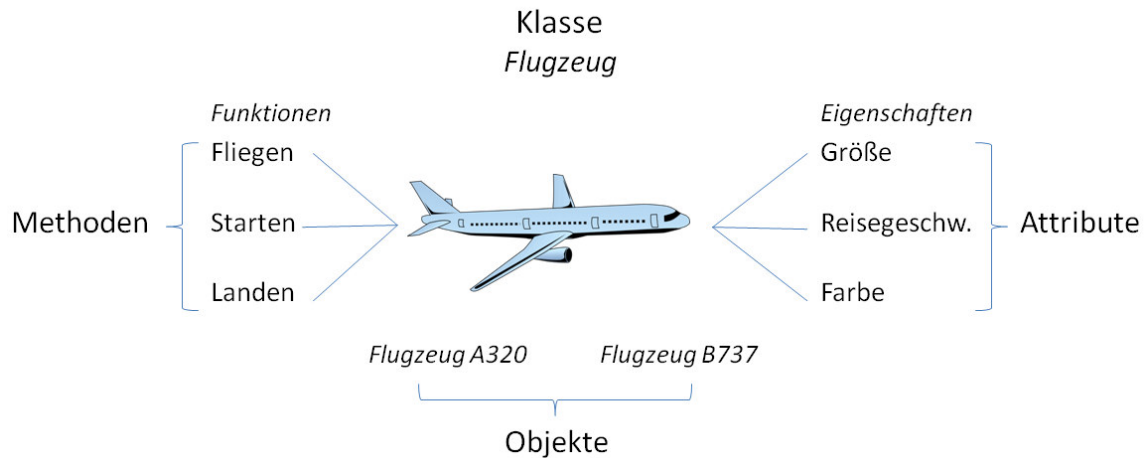 Klasse
Flugzeug
Funktionen
Fliegen
Starten
Landen
Methoden
Eigenschaften
Größe
Reisegeschw.
Farbe
Attribute
Flugzeug A320
Flugzeug B737
Objekte